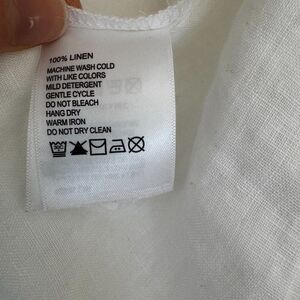 100% LINEN
MACHINE WASH COLD
WITH LIKE COLORS
MILD DETERGENT
GENTLE CYCLE
DO NOT BLEACH
HANG DRY
WARM IRON
DO NOT DRY CLEAN